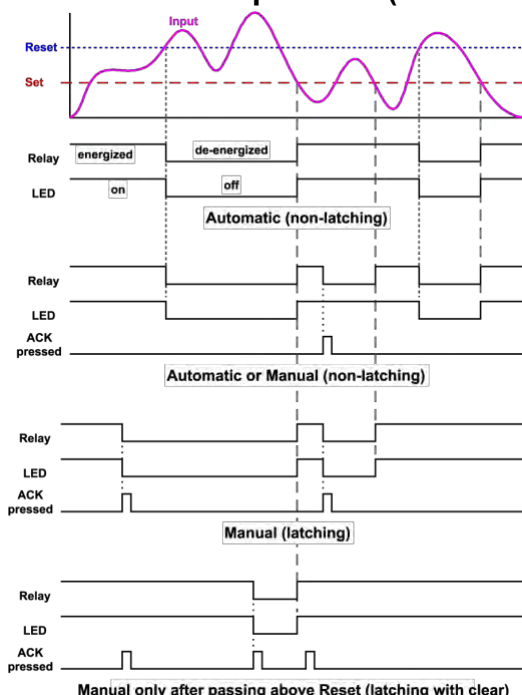 Input
Reset
Set
Relay energized de-energized
LED on off
Automatic (non-latching)
Relay
LED
ACK
pressed
Automatic or Manual (non-latching)
Relay
LED
ACK
pressed
Manual (latching)
Relay
LED
ACK
pressed
Manual only after passing above Reset (latching with clear)